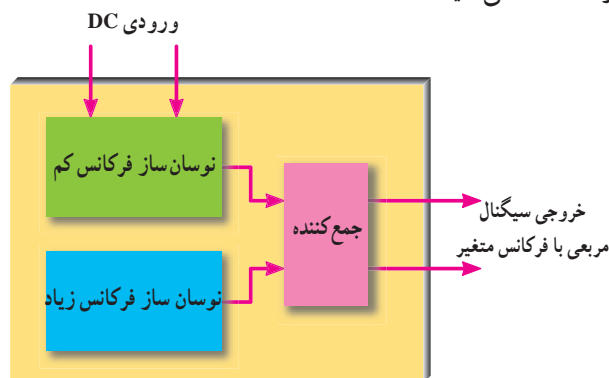 ورودی DC
نوسان‌ساز فرکانس کم
جمع‌کننده
خروجی سیگنال
مربعی با فرکانس متغیر
نوسان ساز فرکانس زیاد